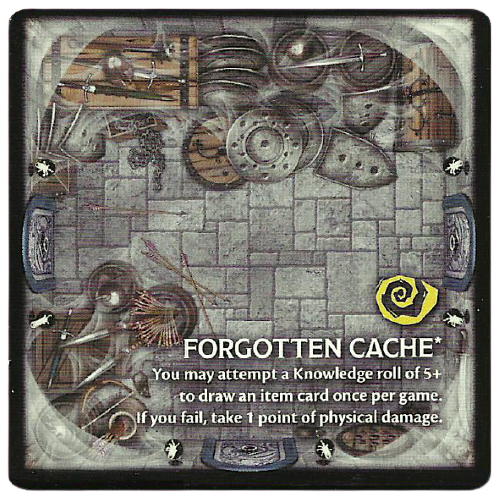 FORGOTTEN CACHE*
You may attempt a Knowledge roll of 5+
to draw an item card once per game.
If you fail, take 1 point of physical damage.